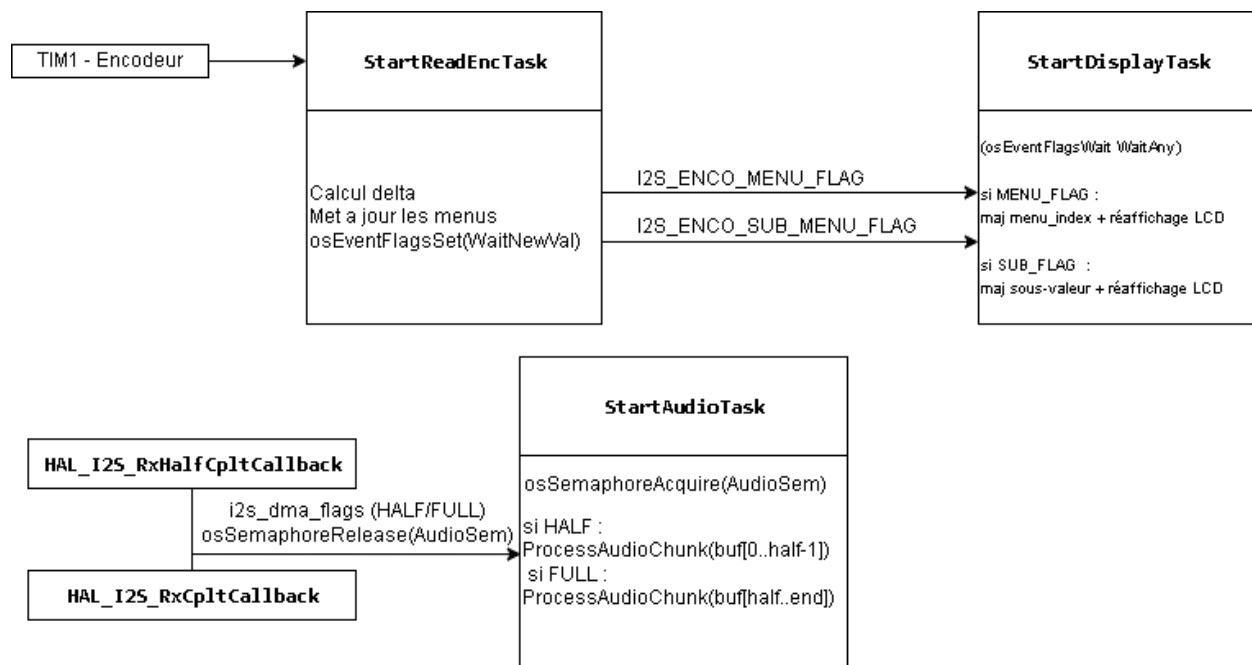 TIM1 - Encodeur
StartReadEncTask
Calcul delta
Met a jour les menus
osEventFlagsSet(WaitNewVal)
I2S_ENCO_MENU_FLAG
I2S_ENCO_SUB_MENU_FLAG
StartDisplayTask
(osEventFlagsWait WaitAny)
si MENU_FLAG :
maj menu_index + réaffichage LCD
si SUB_FLAG :
maj sous-valeur + réaffichage LCD
HAL_I2S_RxHalfCpltCallback
i2s_dma_flags (HALF/FULL)
osSemaphoreRelease(AudioSem)
HAL_I2S_RxCpltCallback
StartAudioTask
osSemaphoreAcquire(AudioSem)
si HALF :
ProcessAudioChunk(buf[0..half-1])
si FULL :
ProcessAudioChunk(buf[half..end])